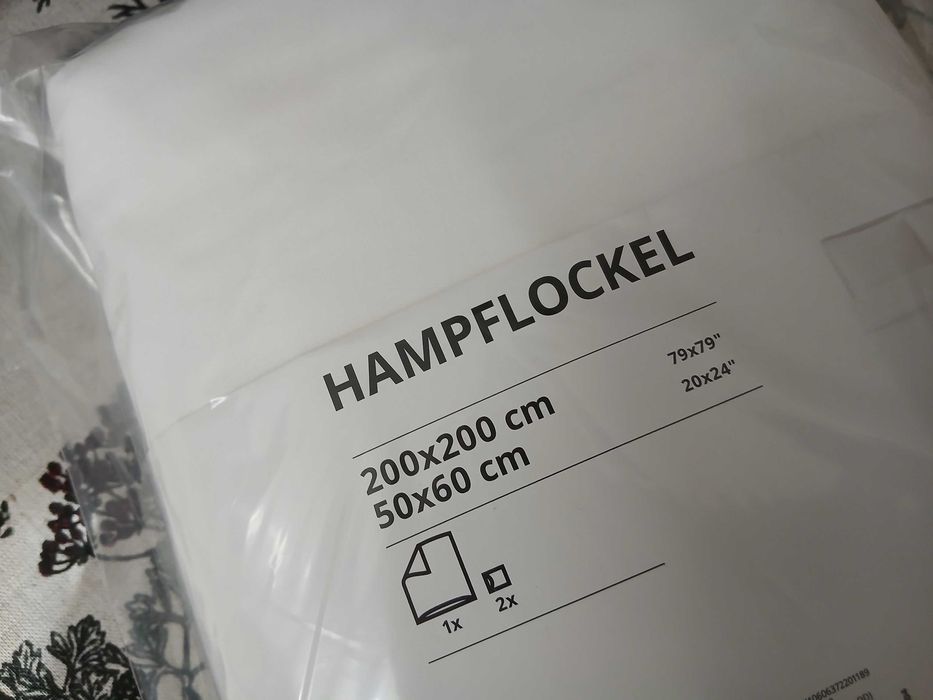 HAMPFLOCKEL
200x200 cm 79x79"
50x60 cm 20x24"
1x 2x